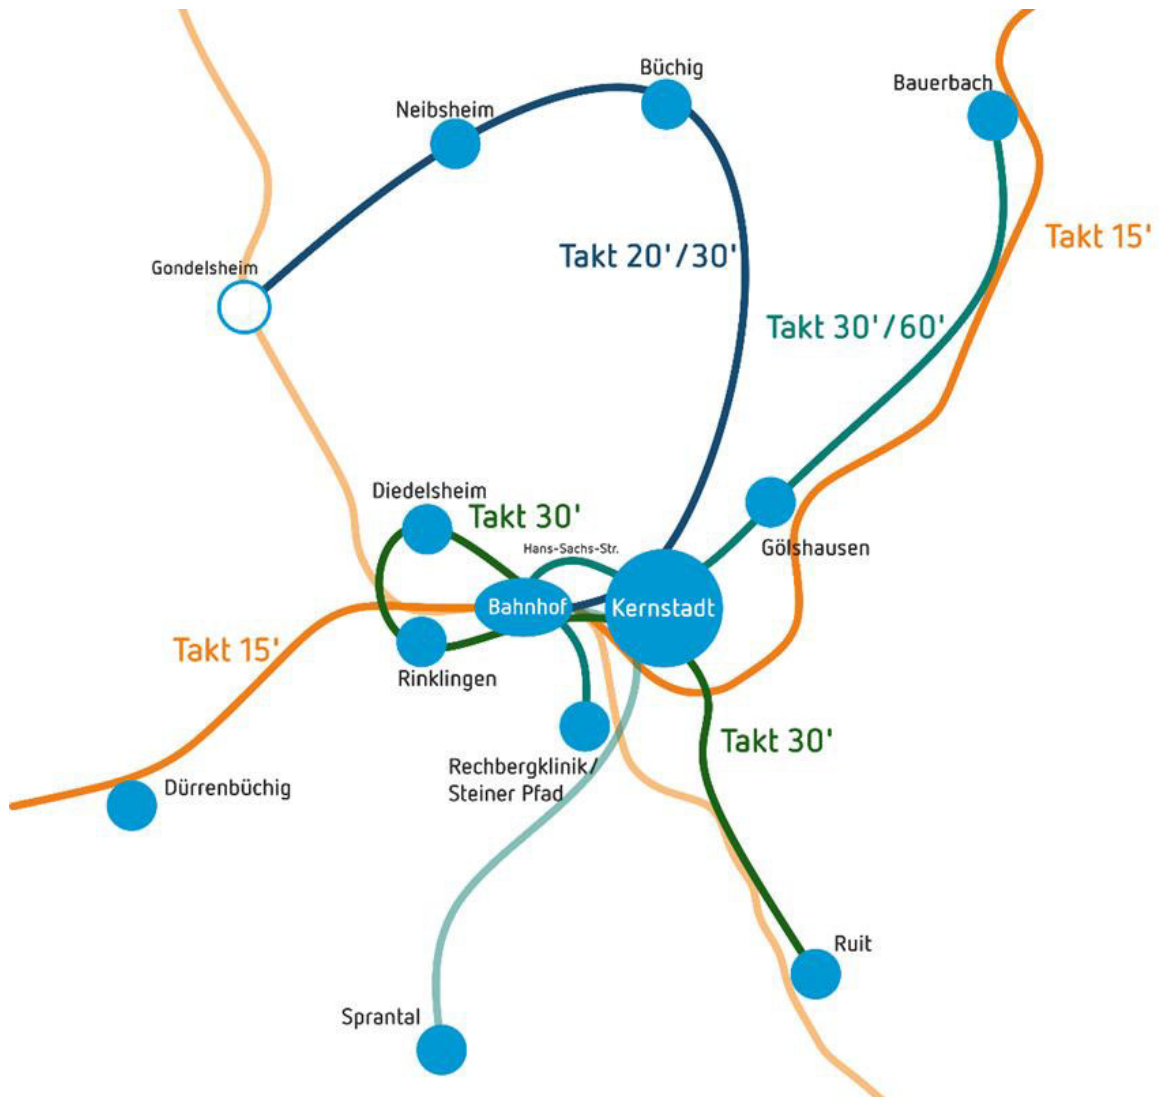 Büchig
Bauerbach
Neibsheim
Takt 15'
Takt 20'/30'
Gondelsheim
Takt 30'/60'
Diedelsheim
Takt 30'
Hans-Sachs-Str.
Gölshausen
Bahnhof
Kernstadt
Takt 15'
Rinklingen
Takt 30'
Rechbergklinik/
Steiner Pfad
Dürrenbüchig
Ruit
Sprantal